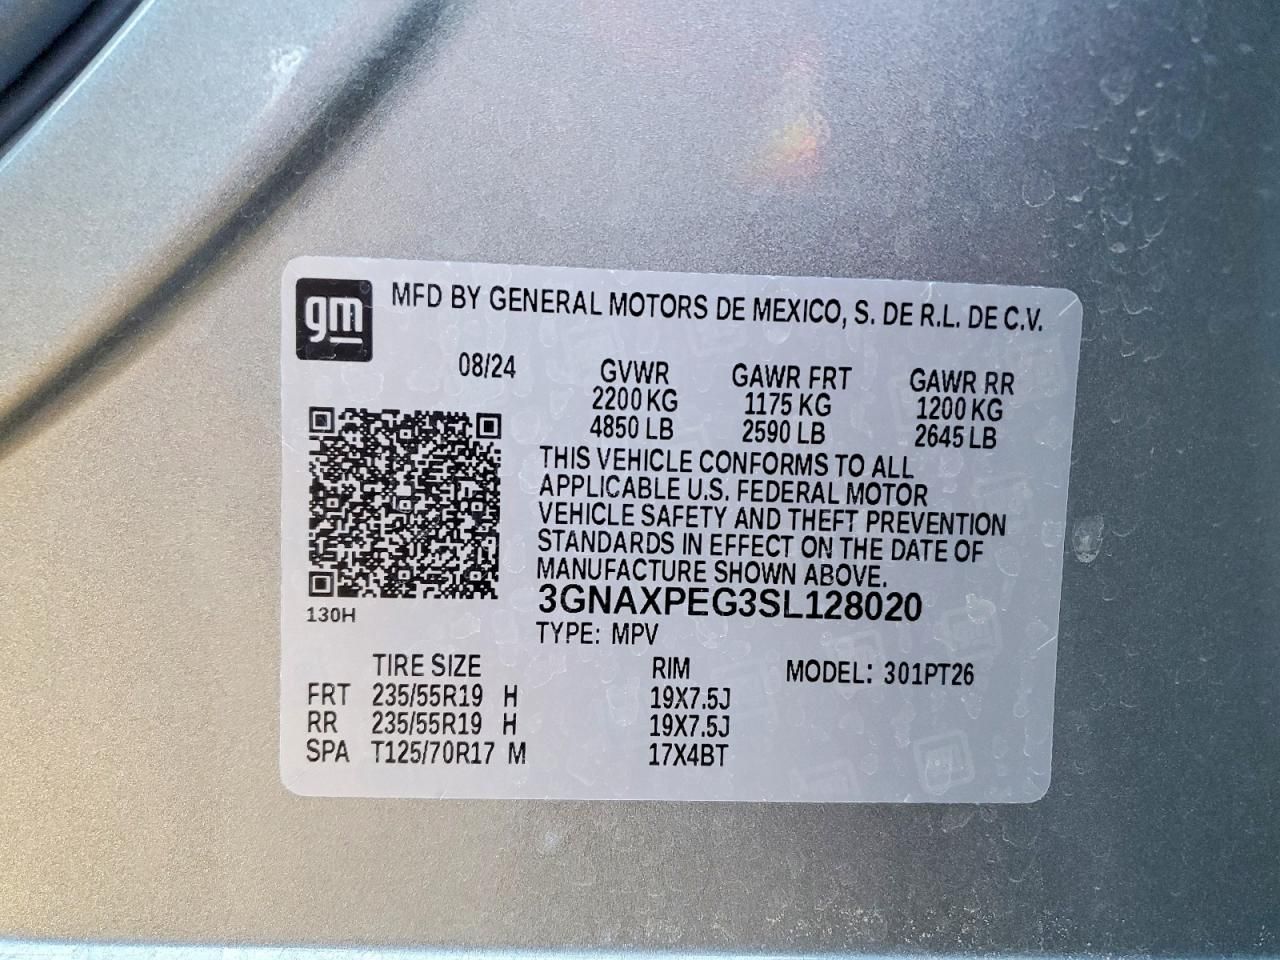 gm
MFD BY GENERAL MOTORS DE MEXICO, S. DE R.L. DE C.V.
08/24
GVWR GAWR FRT GAWR RR
2200 KG 1175 KG 1200 KG
4850 LB 2590 LB 2645 LB
THIS VEHICLE CONFORMS TO ALL
APPLICABLE U.S. FEDERAL MOTOR
VEHICLE SAFETY AND THEFT PREVENTION
STANDARDS IN EFFECT ON THE DATE OF
MANUFACTURE SHOWN ABOVE.
3GNAXPEG3SL128020
130H
TYPE: MPV
TIRE SIZE RIM MODEL: 301PT26
FRT 235/55R19 H 19X7.5J
RR 235/55R19 H 19X7.5J
SPA T125/70R17 M 17X4BT